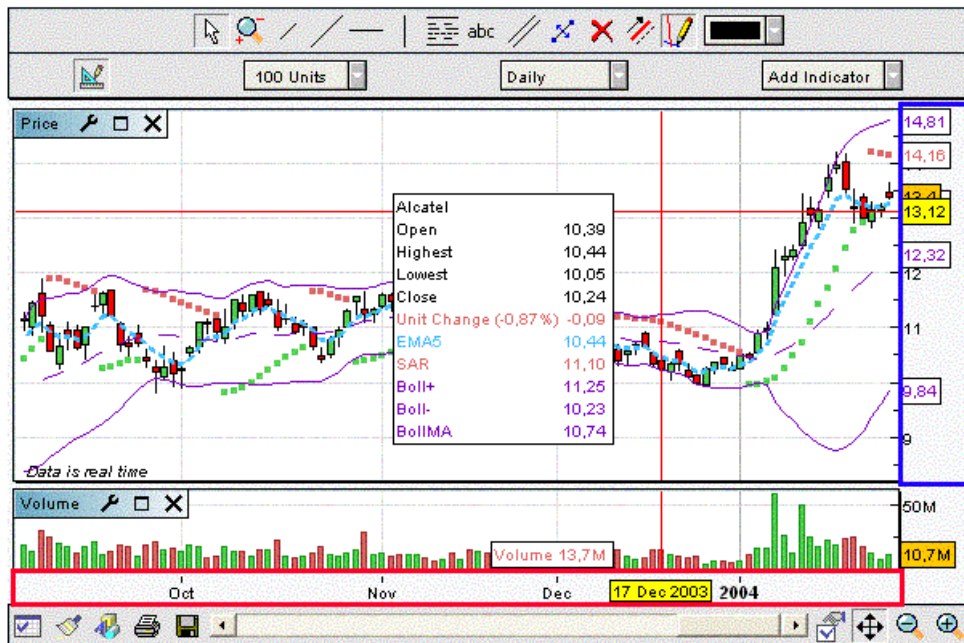 abc
100 Units
Daily
Add Indicator
Price
14,81
14,16
13,12
12,32
12
11
9,84
9
Alcatel
Open 10,39
Highest 10,44
Lowest 10,05
Close 10,24
Unit Change (-0,87%) -0,09
EMA5 10,44
SAR 11,10
Boll+ 11,25
Boll- 10,23
BollMA 10,74
Data is real time
Volume
50M
Volume 13,7M
10,7M
Oct
Nov
Dec
17 Dec 2003
2004